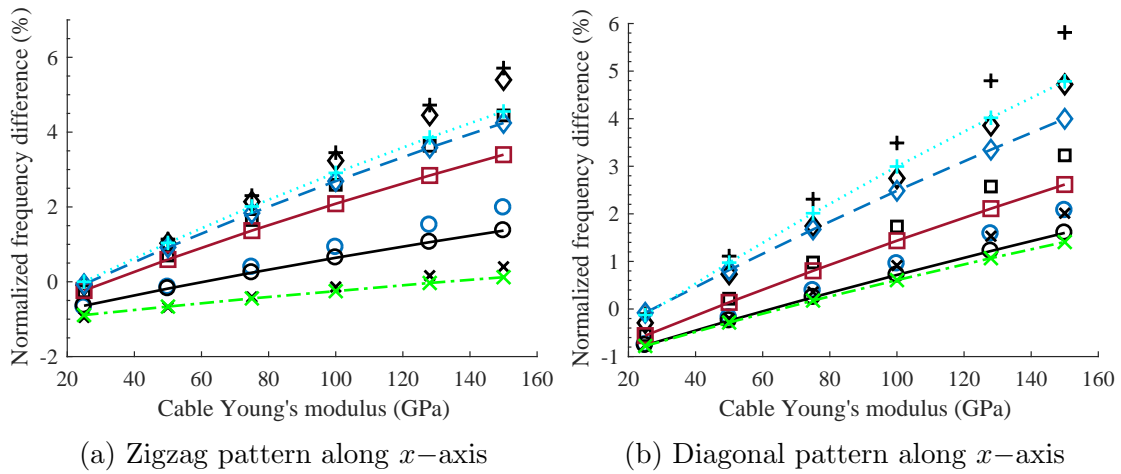 Normalized frequency difference (%)
6
4
2
0
-2
20 40 60 80 100 120 140 160
Cable Young's modulus (GPa)
(a) Zigzag pattern along x−axis
Normalized frequency difference (%)
6
5
4
3
2
1
0
-1
20 40 60 80 100 120 140 160
Cable Young's modulus (GPa)
(b) Diagonal pattern along x−axis